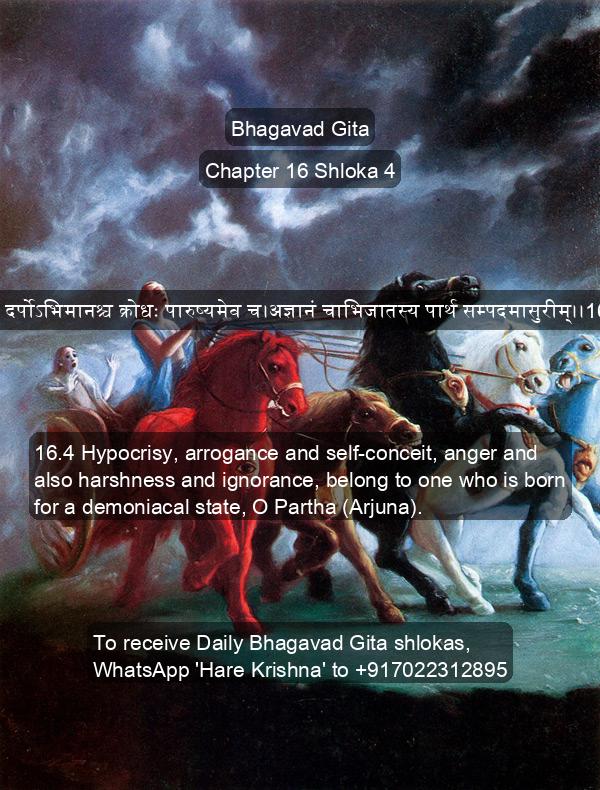 Bhagavad Gita
Chapter 16 Shloka 4
दर्पोऽभिमानश्च क्रोधः पारुष्यमेव च।अज्ञानं चाभिजातस्य पार्थ सम्पदमासुरीम्।।1
16.4 Hypocrisy, arrogance and self-conceit, anger and
also harshness and ignorance, belong to one who is born
for a demoniacal state, O Partha (Arjuna).
To receive Daily Bhagavad Gita shlokas,
WhatsApp 'Hare Krishna' to +917022312895